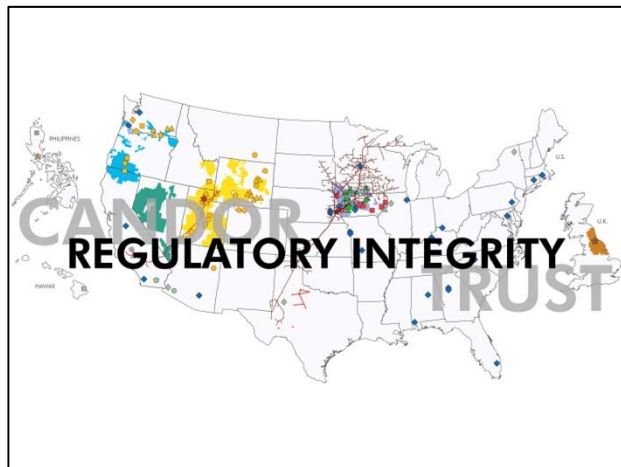 PHILIPPINES
U.S.
CANDOR
U.K.
REGULATORY INTEGRITY
HAWAII
TRUST